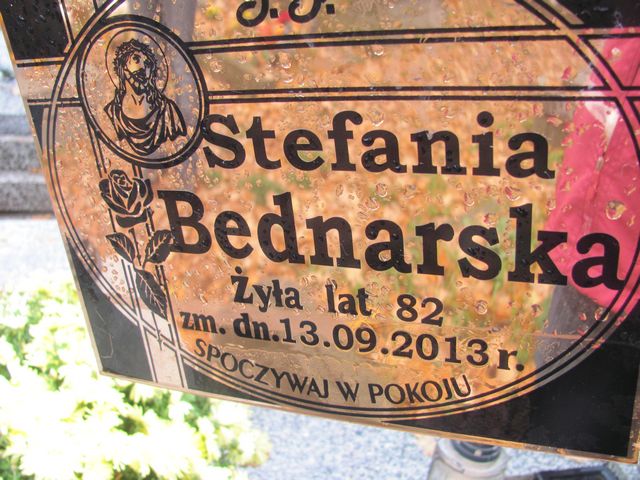 Ś.P.
Stefania
Bednarska
Żyła lat 82
zm. dn.13.09.2013 r.
SPOCZYWAJ W POKOJU